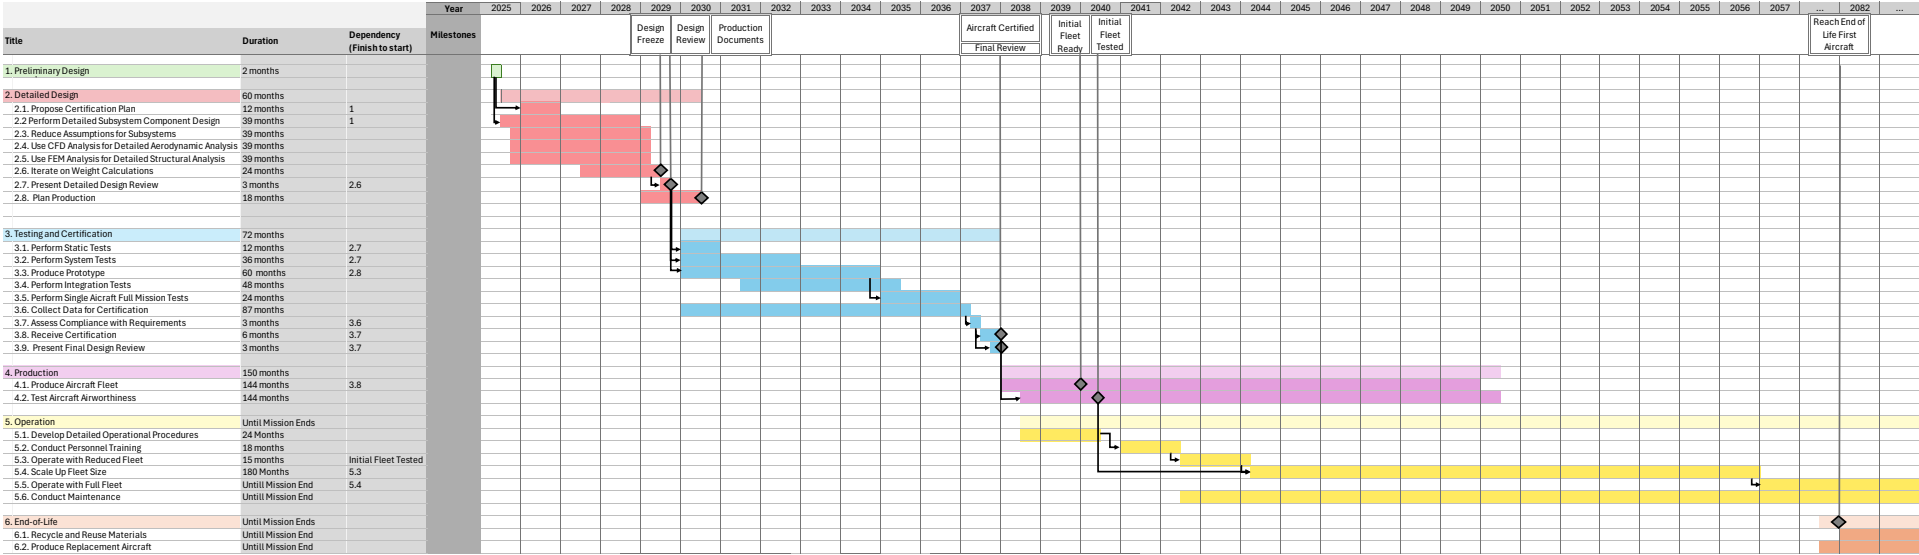 Year 2025 2026 2027 2028 2029 2030 2031 2032 2033 2034 2035 2036 2037 2038 2039 2040 2041 2042 2043 2044 2045 2046 2047 2048 2049 2050 2051 2052 2053 2054 2055 2056 2057 ... 2082 ...
Title Duration Dependency (Finish to start) Milestones
Design Freeze
Design Review
Production Documents
Aircraft Certified
Final Review
Initial Fleet Ready
Initial Fleet Tested
Reach End of Life First Aircraft
1. Preliminary Design 2 months
2. Detailed Design 60 months
2.1. Propose Certification Plan 12 months 1
2.2 Perform Detailed Subsystem Component Design 39 months 1
2.3. Reduce Assumptions for Subsystems 39 months
2.4. Use CFD Analysis for Detailed Aerodynamic Analysis 39 months
2.5. Use FEM Analysis for Detailed Structural Analysis 39 months
2.6. Iterate on Weight Calculations 24 months
2.7. Present Detailed Design Review 3 months 2.6
2.8. Plan Production 18 months
3. Testing and Certification 72 months
3.1. Perform Static Tests 12 months 2.7
3.2. Perform System Tests 36 months 2.7
3.3. Produce Prototype 60 months 2.8
3.4. Perform Integration Tests 48 months
3.5. Perform Single Aicraft Full Mission Tests 24 months
3.6. Collect Data for Certification 87 months
3.7. Assess Compliance with Requirements 3 months 3.6
3.8. Receive Certification 6 months 3.7
3.9. Present Final Design Review 3 months 3.7
4. Production 150 months
4.1. Produce Aircraft Fleet 144 months 3.8
4.2. Test Aircraft Airworthiness 144 months
5. Operation Until Mission Ends
5.1. Develop Detailed Operational Procedures 24 Months
5.2. Conduct Personnel Training 18 months
5.3. Operate with Reduced Fleet 15 months Initial Fleet Tested
5.4. Scale Up Fleet Size 180 Months 5.3
5.5. Operate with Full Fleet Untill Mission End 5.4
5.6. Conduct Maintenance Untill Mission End
6. End-of-Life Until Mission Ends
6.1. Recycle and Reuse Materials Untill Mission End
6.2. Produce Replacement Aircraft Untill Mission End